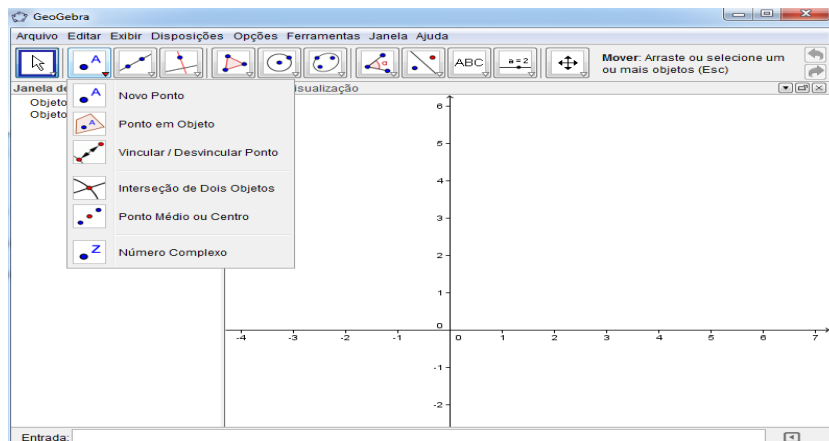 GeoGebra
Arquivo Editar Exibir Disposições Opções Ferramentas Janela Ajuda
A
ABC
a=2
Mover: Arraste ou selecione um
ou mais objetos (Esc)
Janela de
sualização
Objeto
Objeto
A Novo Ponto
A Ponto em Objeto
Vincular / Desvincular Ponto
Interseção de Dois Objetos
Ponto Médio ou Centro
Z Número Complexo
6
5
4
3
2
1
0
-4 -3 -2 -1 0 1 2 3 4 5 6 7
-1
-2
Entrada: